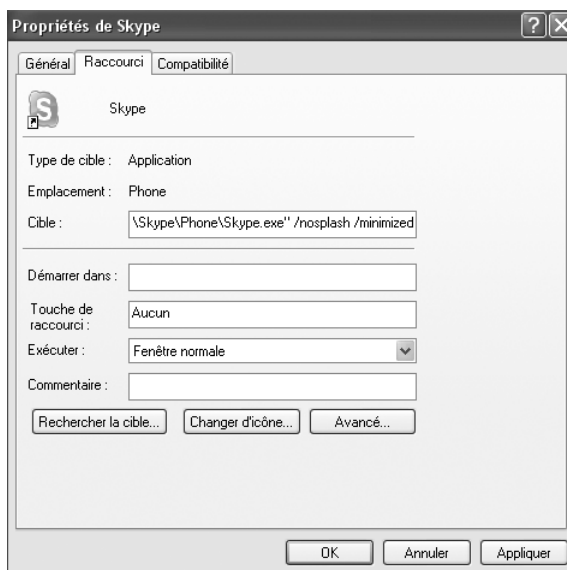 Propriétés de Skype
Général Raccourci Compatibilité
Skype
Type de cible : Application
Emplacement : Phone
Cible : \Skype\Phone\Skype.exe" /nosplash /minimized
Démarrer dans :
Touche de
raccourci : Aucun
Exécuter : Fenêtre normale
Commentaire :
Rechercher la cible... Changer d'icône... Avancé...
OK Annuler Appliquer